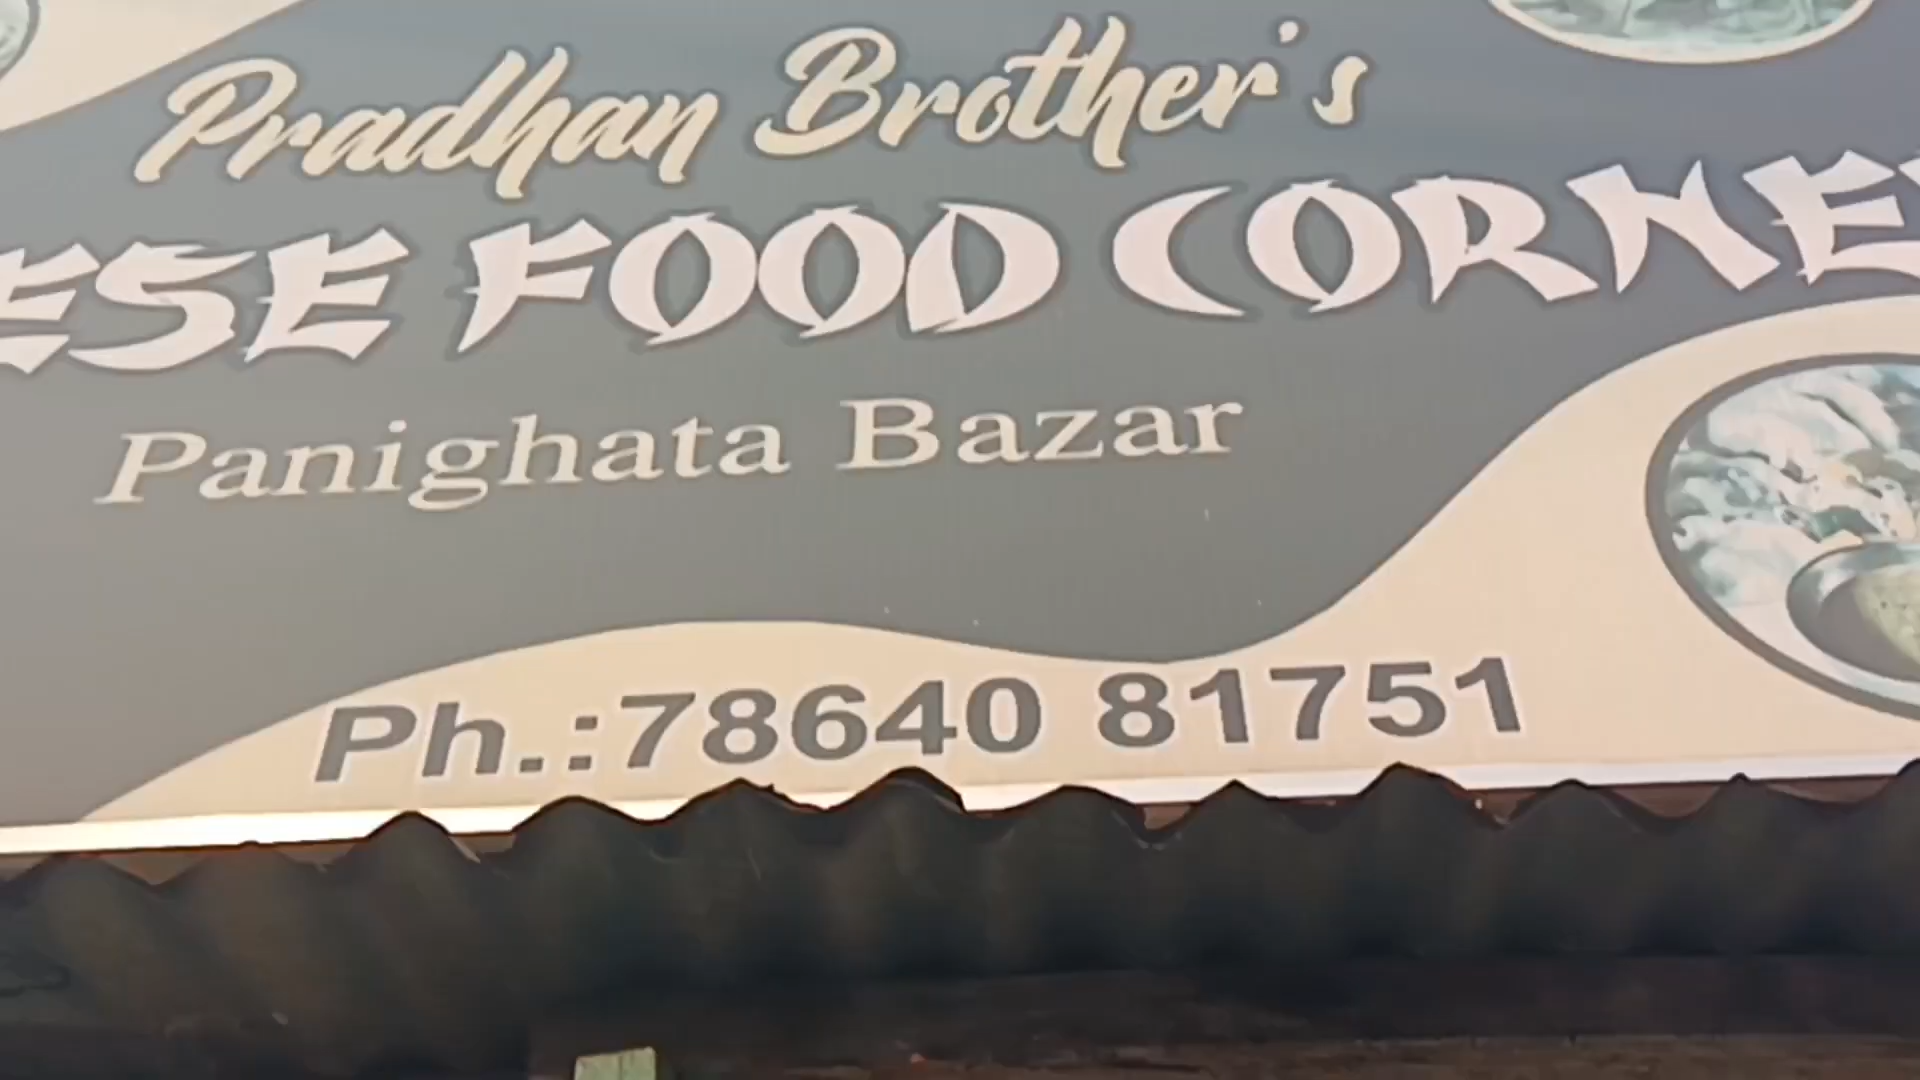 Pradhan Brother's
ESE FOOD CORNE
Panighata Bazar
Ph.:78640 81751